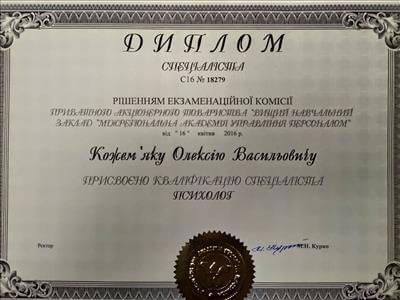 ДИПЛОМ
СПЕЦІАЛІСТА
С16 № 18279
РІШЕННЯМ ЕКЗАМЕНАЦІЙНОЇ КОМІСІЇ
ПРИВАТНОГО АКЦІОНЕРНОГО ТОВАРИСТВА "ВИЩИЙ НАВЧАЛЬНИЙ
ЗАКЛАД "МІЖРЕГІОНАЛЬНА АКАДЕМІЯ УПРАВЛІННЯ ПЕРСОНАЛОМ"
від "16" квітня 2016 р.
Кожем'яку Олексію Васильовичу
ПРИСВОЄНО КВАЛІФІКАЦІЮ СПЕЦІАЛІСТА
ПСИХОЛОГ
Ректор М.Н. Курко